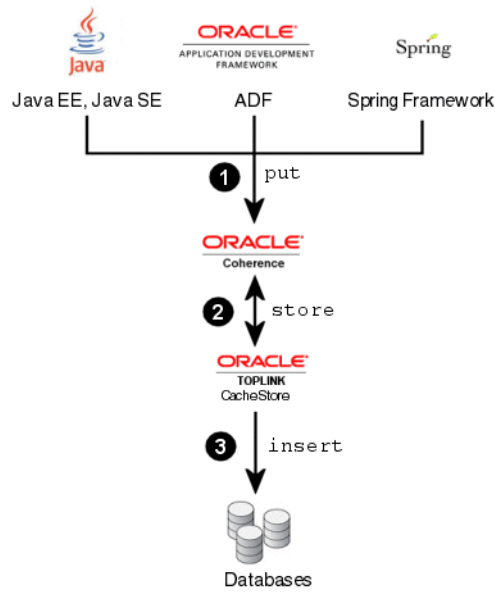 Java
ORACLE®
APPLICATION DEVELOPMENT
FRAMEWORK
Spring
Java EE, Java SE
ADF
Spring Framework
1
put
ORACLE®
Coherence
2
store
ORACLE®
TOPLINK
CacheStore
3
insert
Databases